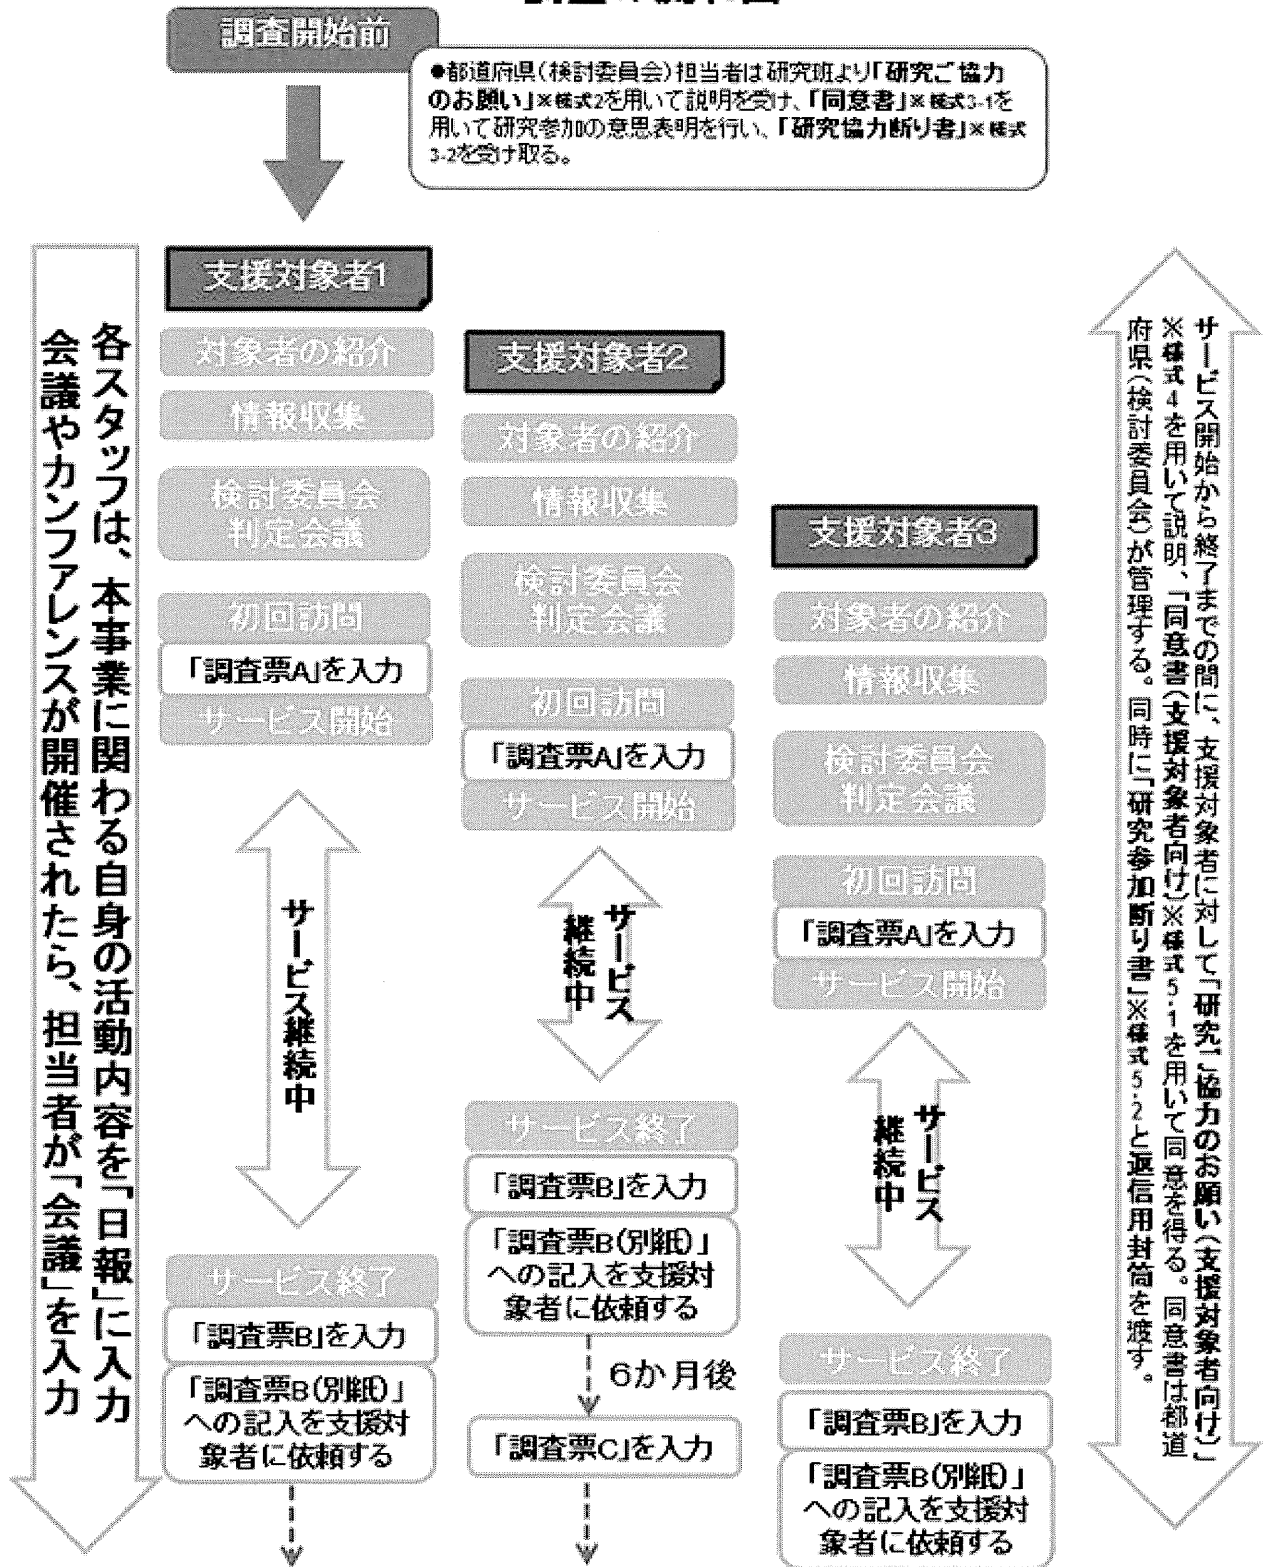 調査開始前
●都道府県(検討委員会)担当者は研究班より「研究ご協力
のお願い」※様式2を用いて説明を受け、「同意書」※様式3-1を
用いて研究参加の意思表明を行い、「研究協力断り書」※様式
3-2を受け取る。
各スタッフは、本事業に関わる自身の活動内容を「日報」に入力
会議やカンファレンスが開催されたら、担当者が「会議」を入力
支援対象者1
対象者の紹介
情報収集
検討委員会
判定会議
初回訪問
「調査票A」を入力
サービス開始
サービス継続中
サービス終了
「調査票B」を入力
「調査票B(別紙)」
への記入を支援対
象者に依頼する
支援対象者2
対象者の紹介
情報収集
検討委員会
判定会議
初回訪問
「調査票A」を入力
サービス開始
サービス
継続中
サービス終了
「調査票B」を入力
「調査票B(別紙)」
への記入を支援対
象者に依頼する
6か月後
「調査票C」を入力
支援対象者3
対象者の紹介
情報収集
検討委員会
判定会議
初回訪問
「調査票A」を入力
サービス開始
サービス
継続中
サービス終了
「調査票B」を入力
「調査票B(別紙)」
への記入を支援対
象者に依頼する
サービス開始から終了までの間に、支援対象者に対して「研究ご協力のお願い(支援対象者向け)」
※様式4を用いて説明、「同意書(支援対象者向け)」※様式5-1を用いて同意を得る。同意書は都道
府県(検討委員会)が管理する。同時に「研究参加断り書」※様式5-2と返信用封筒を渡す。